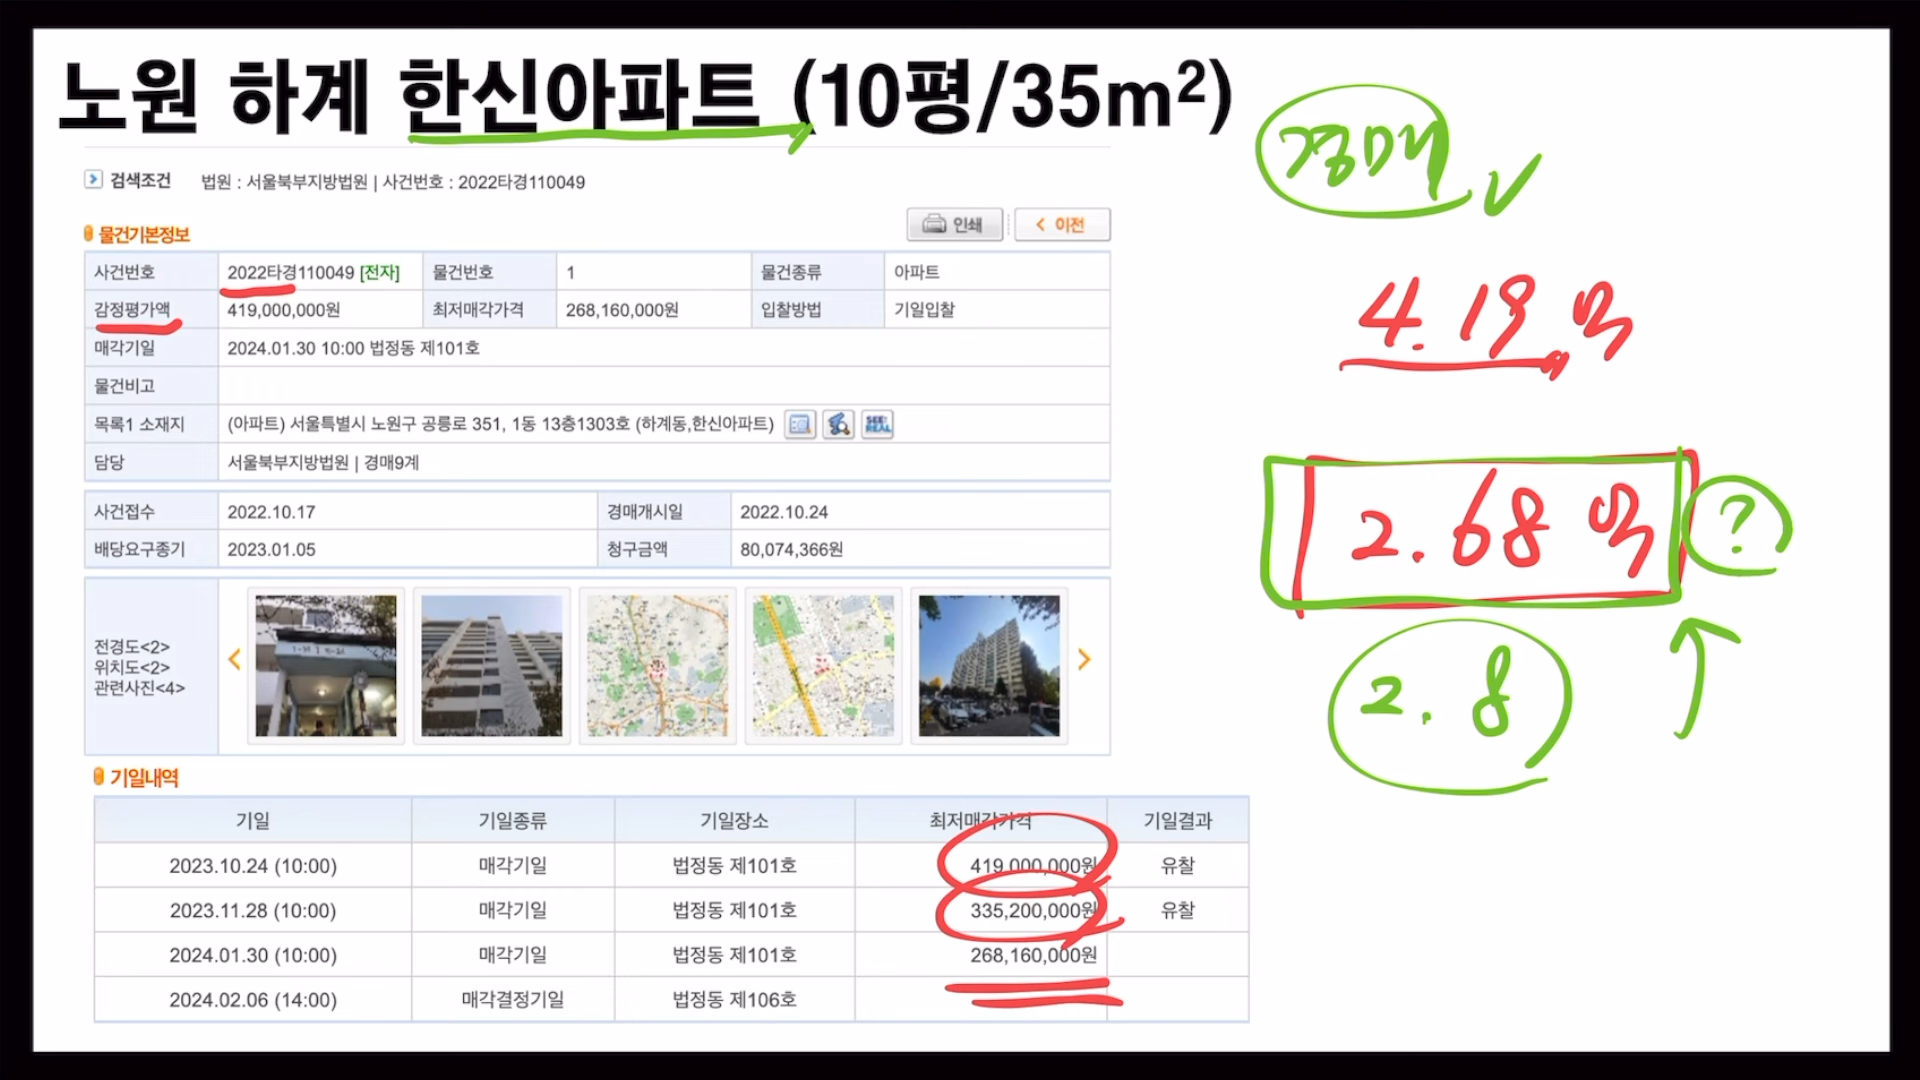 노원 하계 한신아파트 (10평/35m²)
경매
검색조건 법원 : 서울북부지방법원 | 사건번호 : 2022타경110049
물건기본정보
인쇄 이전
사건번호 2022타경110049 [전자] 물건번호 1 물건종류 아파트
감정평가액 419,000,000원 최저매각가격 268,160,000원 입찰방법 기일입찰
매각기일 2024.01.30 10:00 법정동 제101호
물건비고
목록1 소재지 (아파트) 서울특별시 노원구 공릉로 351, 1동 13층1303호 (하계동,한신아파트) SEE: REAL
담당 서울북부지방법원 | 경매9계
사건접수 2022.10.17 경매개시일 2022.10.24
배당요구종기 2023.01.05 청구금액 80,074,366원
전경도<2>
위치도<2>
관련사진<4>
기일내역
기일 기일종류 기일장소 최저매각가격 기일결과
2023.10.24 (10:00) 매각기일 법정동 제101호 419,000,000원 유찰
2023.11.28 (10:00) 매각기일 법정동 제101호 335,200,000원 유찰
2024.01.30 (10:00) 매각기일 법정동 제101호 268,160,000원
2024.02.06 (14:00) 매각결정기일 법정동 제106호
4.19억
2.68억 ?
2.8